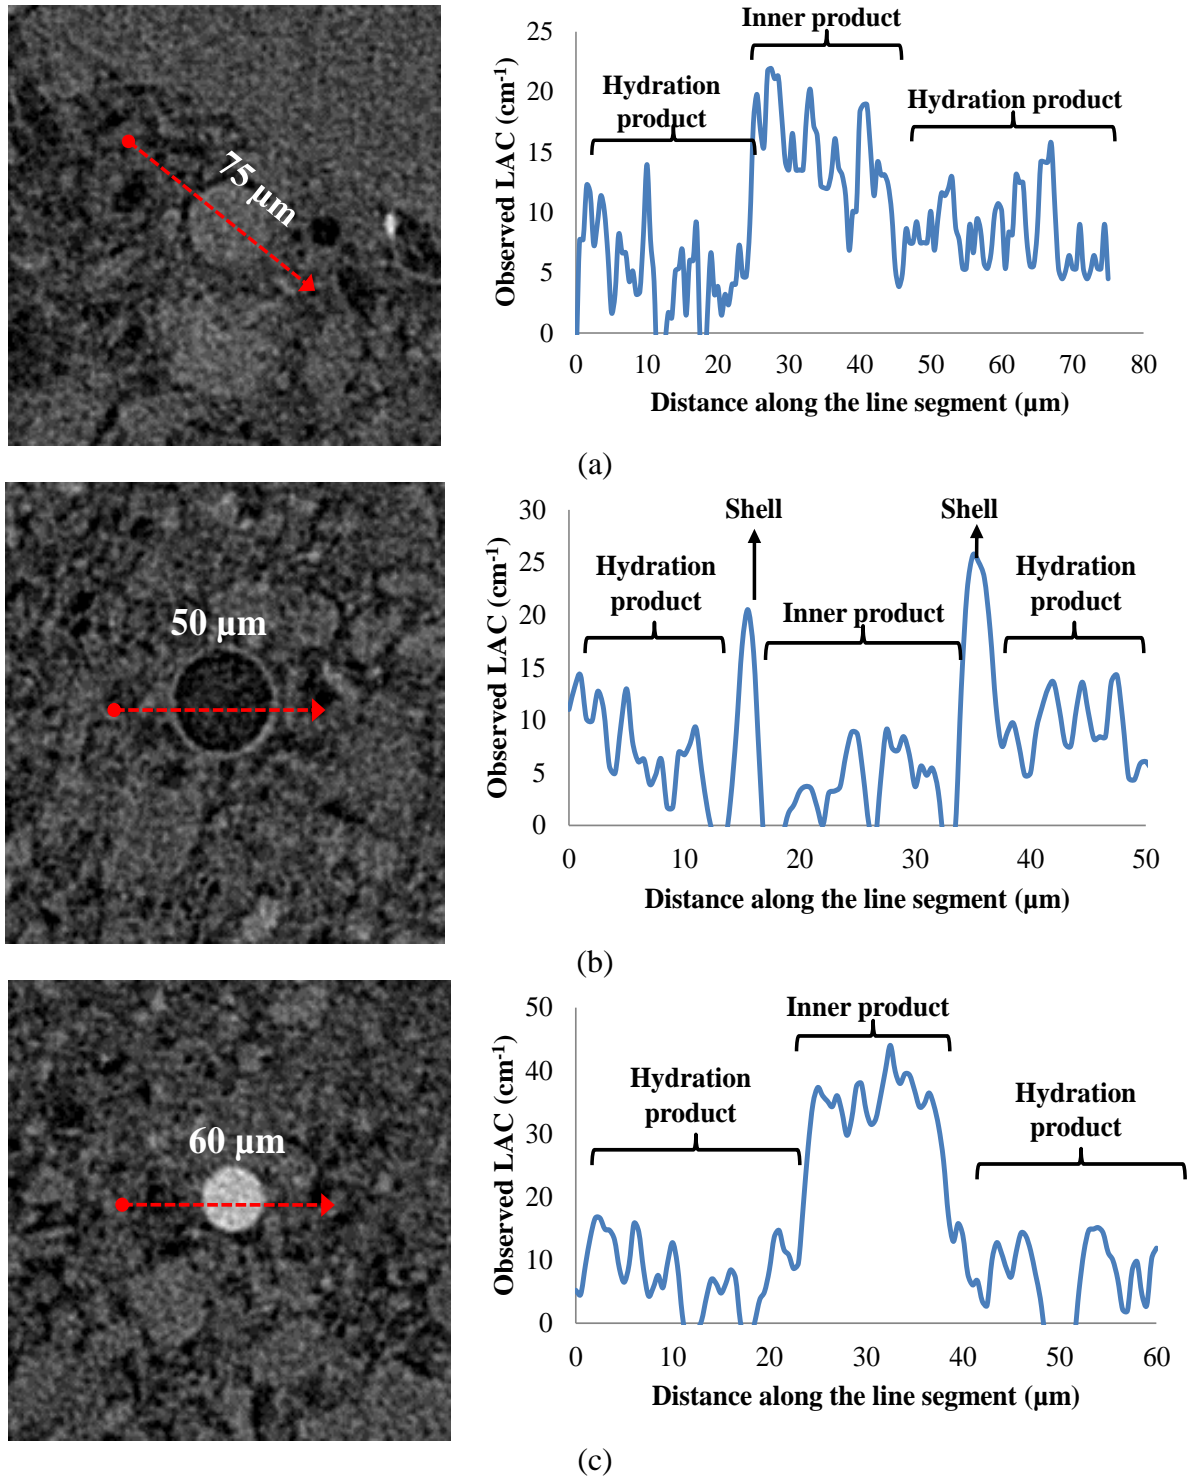 75 µm
Inner product
Hydration
product
Hydration product
Observed LAC (cm-1)
25
20
15
10
5
0
0 10 20 30 40 50 60 70 80
Distance along the line segment (µm)
(a)
50 µm
Shell
Shell
Hydration
product
Inner product
Hydration
product
Observed LAC (cm-1)
30
25
20
15
10
5
0
0 10 20 30 40 50
Distance along the line segment (µm)
(b)
60 µm
Inner product
Hydration
product
Hydration
product
Observed LAC (cm-1)
50
40
30
20
10
0
0 10 20 30 40 50 60
Distance along the line segment (µm)
(c)